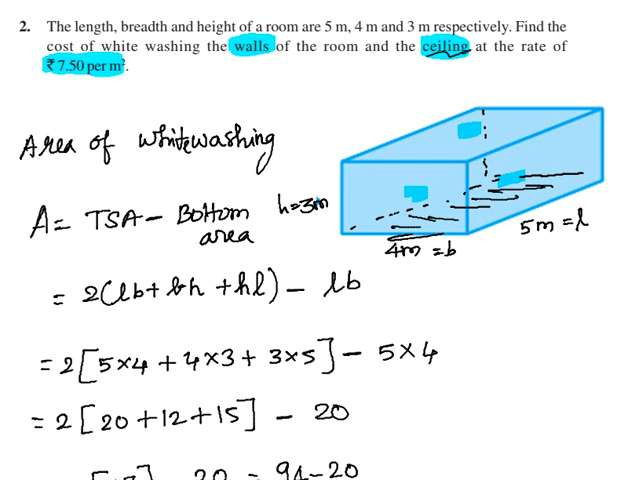 2. The length, breadth and height of a room are 5 m, 4 m and 3 m respectively. Find the
cost of white washing the walls of the room and the ceiling at the rate of
₹ 7.50 per m².
Area of whitewashing
A = TSA - Bottom area
h=3m
5m = l
4m = b
= 2(lb + bh + hl) - lb
= 2[5×4 + 4×3 + 3×5] - 5×4
= 2[20 + 12 + 15] - 20
20 = 94-20